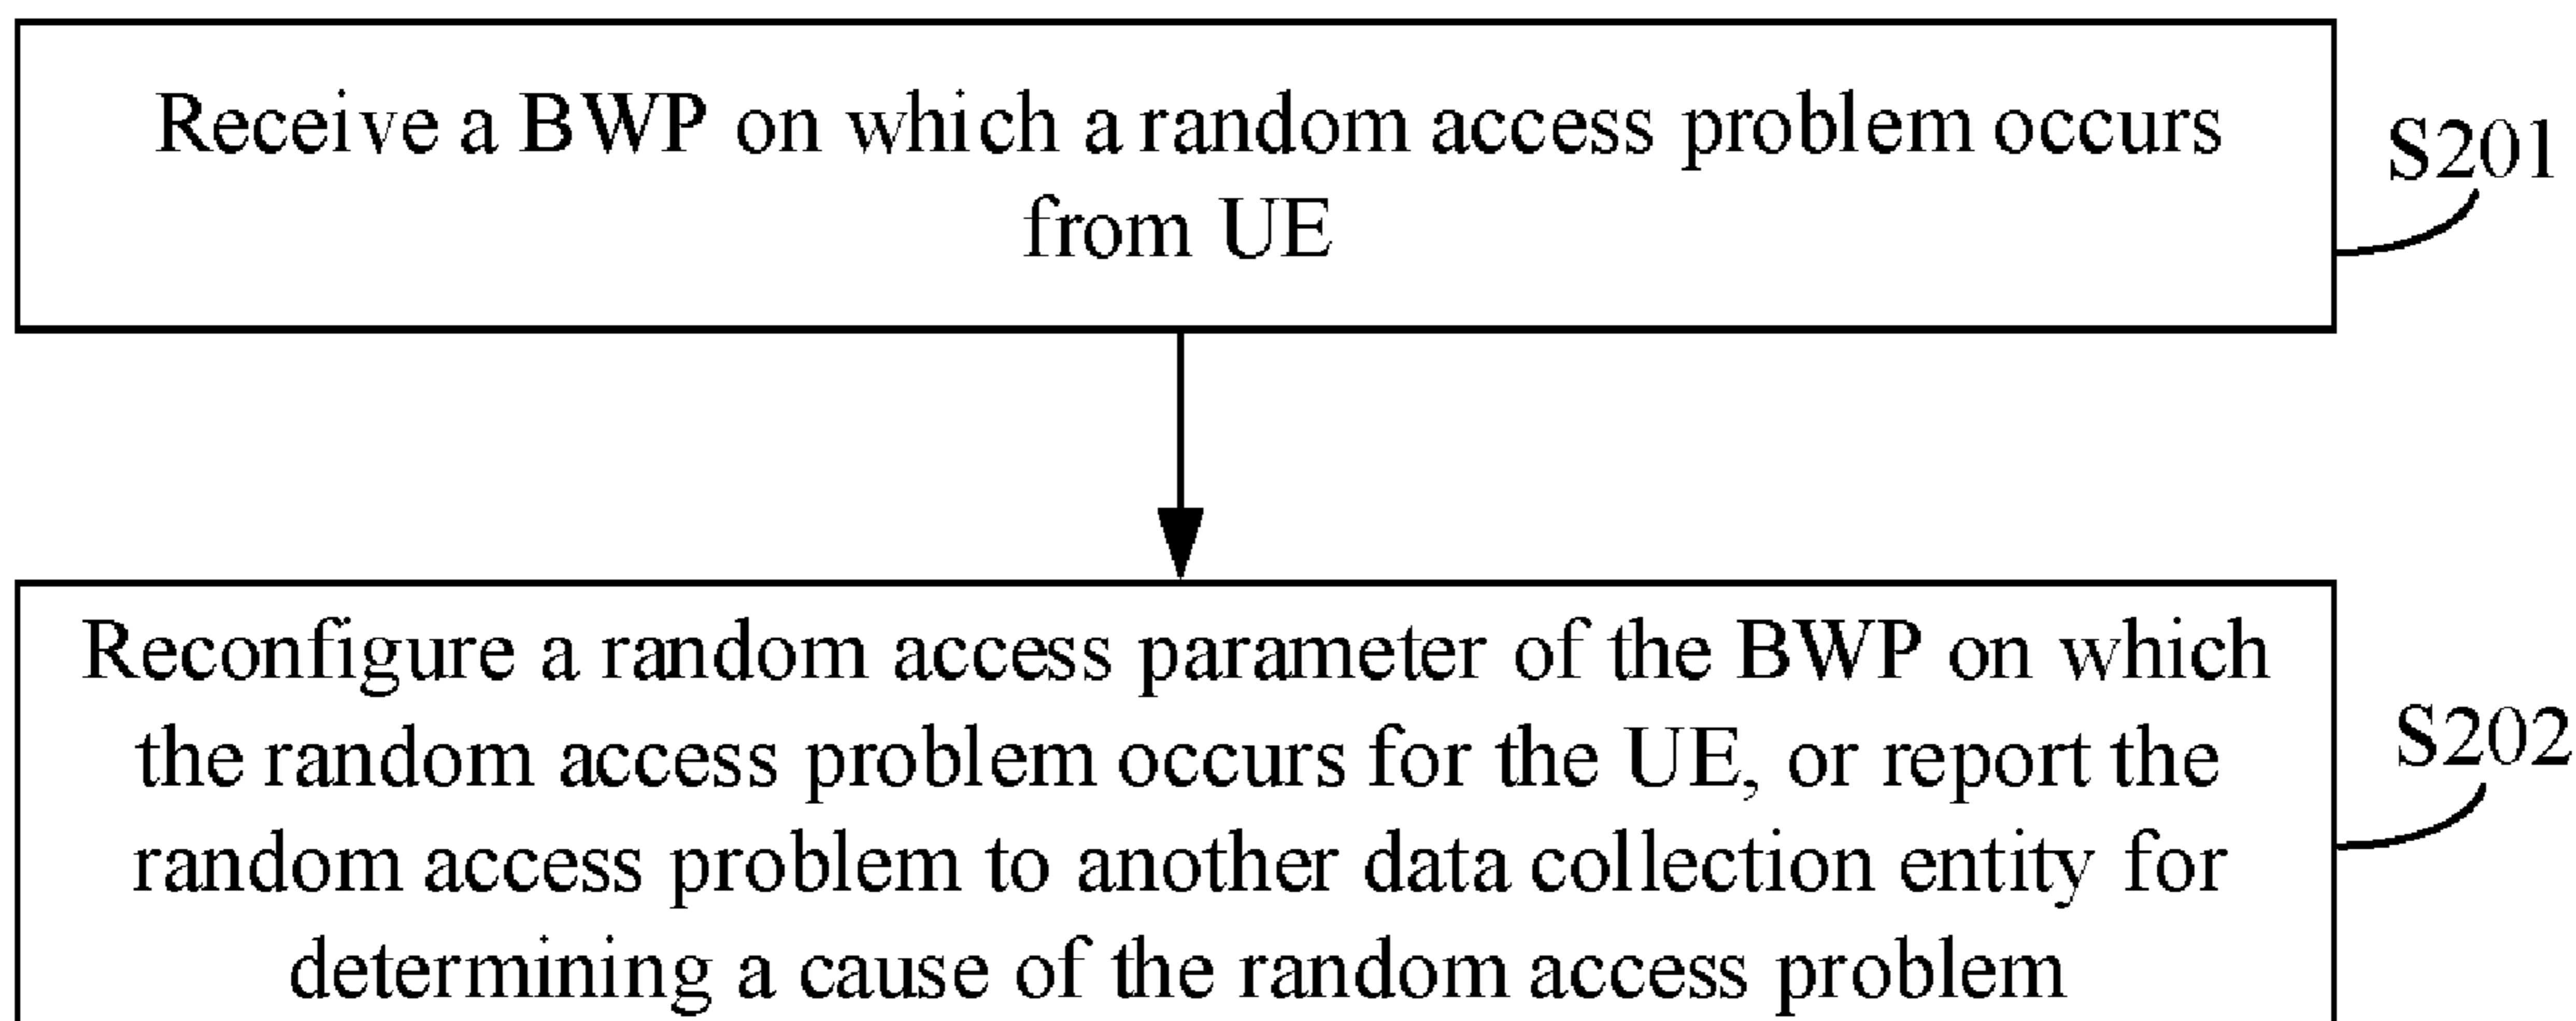 Receive a BWP on which a random access problem occurs
from UE
S201
Reconfigure a random access parameter of the BWP on which
the random access problem occurs for the UE, or report the
random access problem to another data collection entity for
determining a cause of the random access problem
S202